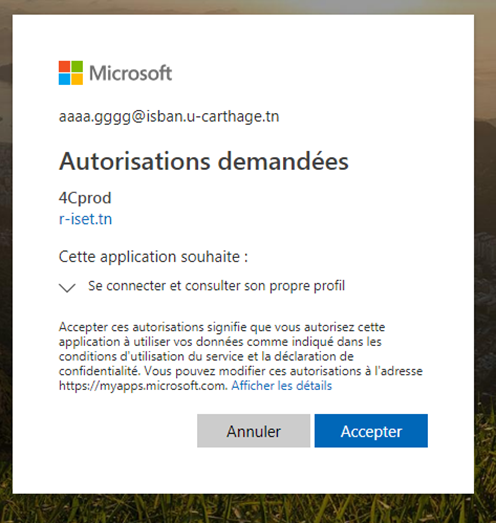 Microsoft
aaaa.gggg@isban.u-carthage.tn
Autorisations demandées
4Cprod
r-iset.tn
Cette application souhaite :
Se connecter et consulter son propre profil
Accepter ces autorisations signifie que vous autorisez cette
application à utiliser vos données comme indiqué dans les
conditions d'utilisation du service et la déclaration de
confidentialité. Vous pouvez modifier ces autorisations à l'adresse
https://myapps.microsoft.com. Afficher les détails
Annuler
Accepter